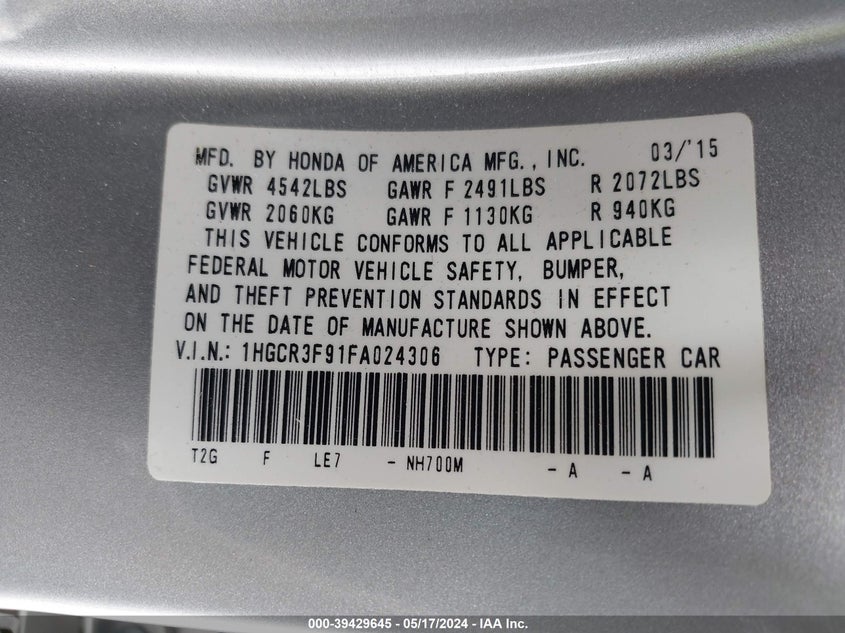 MFD. BY HONDA OF AMERICA MFG., INC. 03/'15
GVWR 4542LBS GAWR F 2491LBS R 2072LBS
GVWR 2060KG GAWR F 1130KG R 940KG
THIS VEHICLE CONFORMS TO ALL APPLICABLE
FEDERAL MOTOR VEHICLE SAFETY, BUMPER,
AND THEFT PREVENTION STANDARDS IN EFFECT
ON THE DATE OF MANUFACTURE SHOWN ABOVE.
V.I.N.: 1HGCR3F91FA024306 TYPE: PASSENGER CAR
T2G F LE7 - NH700M - A - A
000-39429645 - 05/17/2024 - IAA Inc.